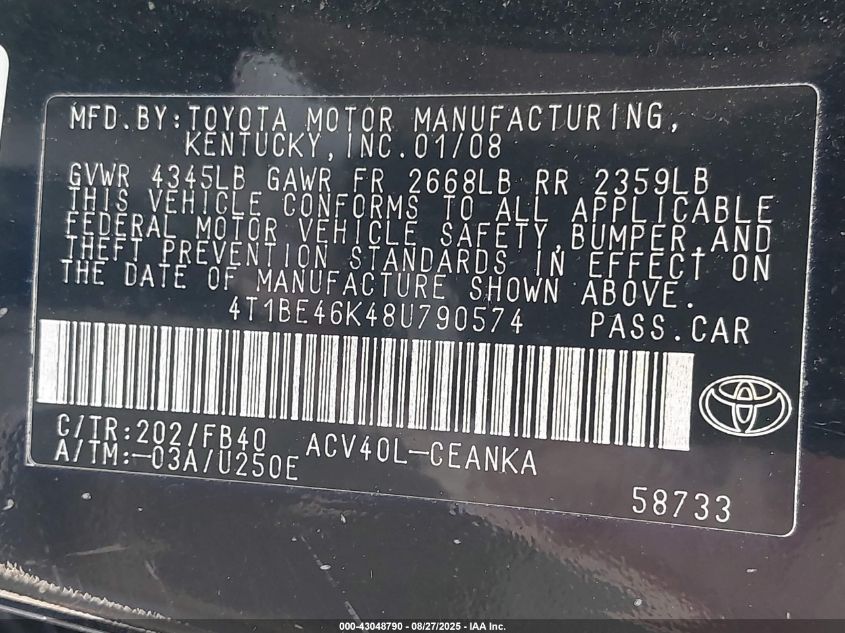 MFD.BY:TOYOTA MOTOR MANUFACTURING,
KENTUCKY,INC.01/08
GVWR 4345LB GAWR FR 2668LB RR 2359LB
THIS VEHICLE CONFORMS TO ALL APPLICABLE
FEDERAL MOTOR VEHICLE SAFETY,BUMPER,AND
THEFT PREVENTION STANDARDS IN EFFECT ON
THE DATE OF MANUFACTURE SHOWN ABOVE.
4T1BE46K48U790574 PASS.CAR
C/TR:202/FB40 ACV40L-CEANKA
A/TM:-03A/U250E
58733
000-43048790 - 08/27/2025 - IAA Inc.